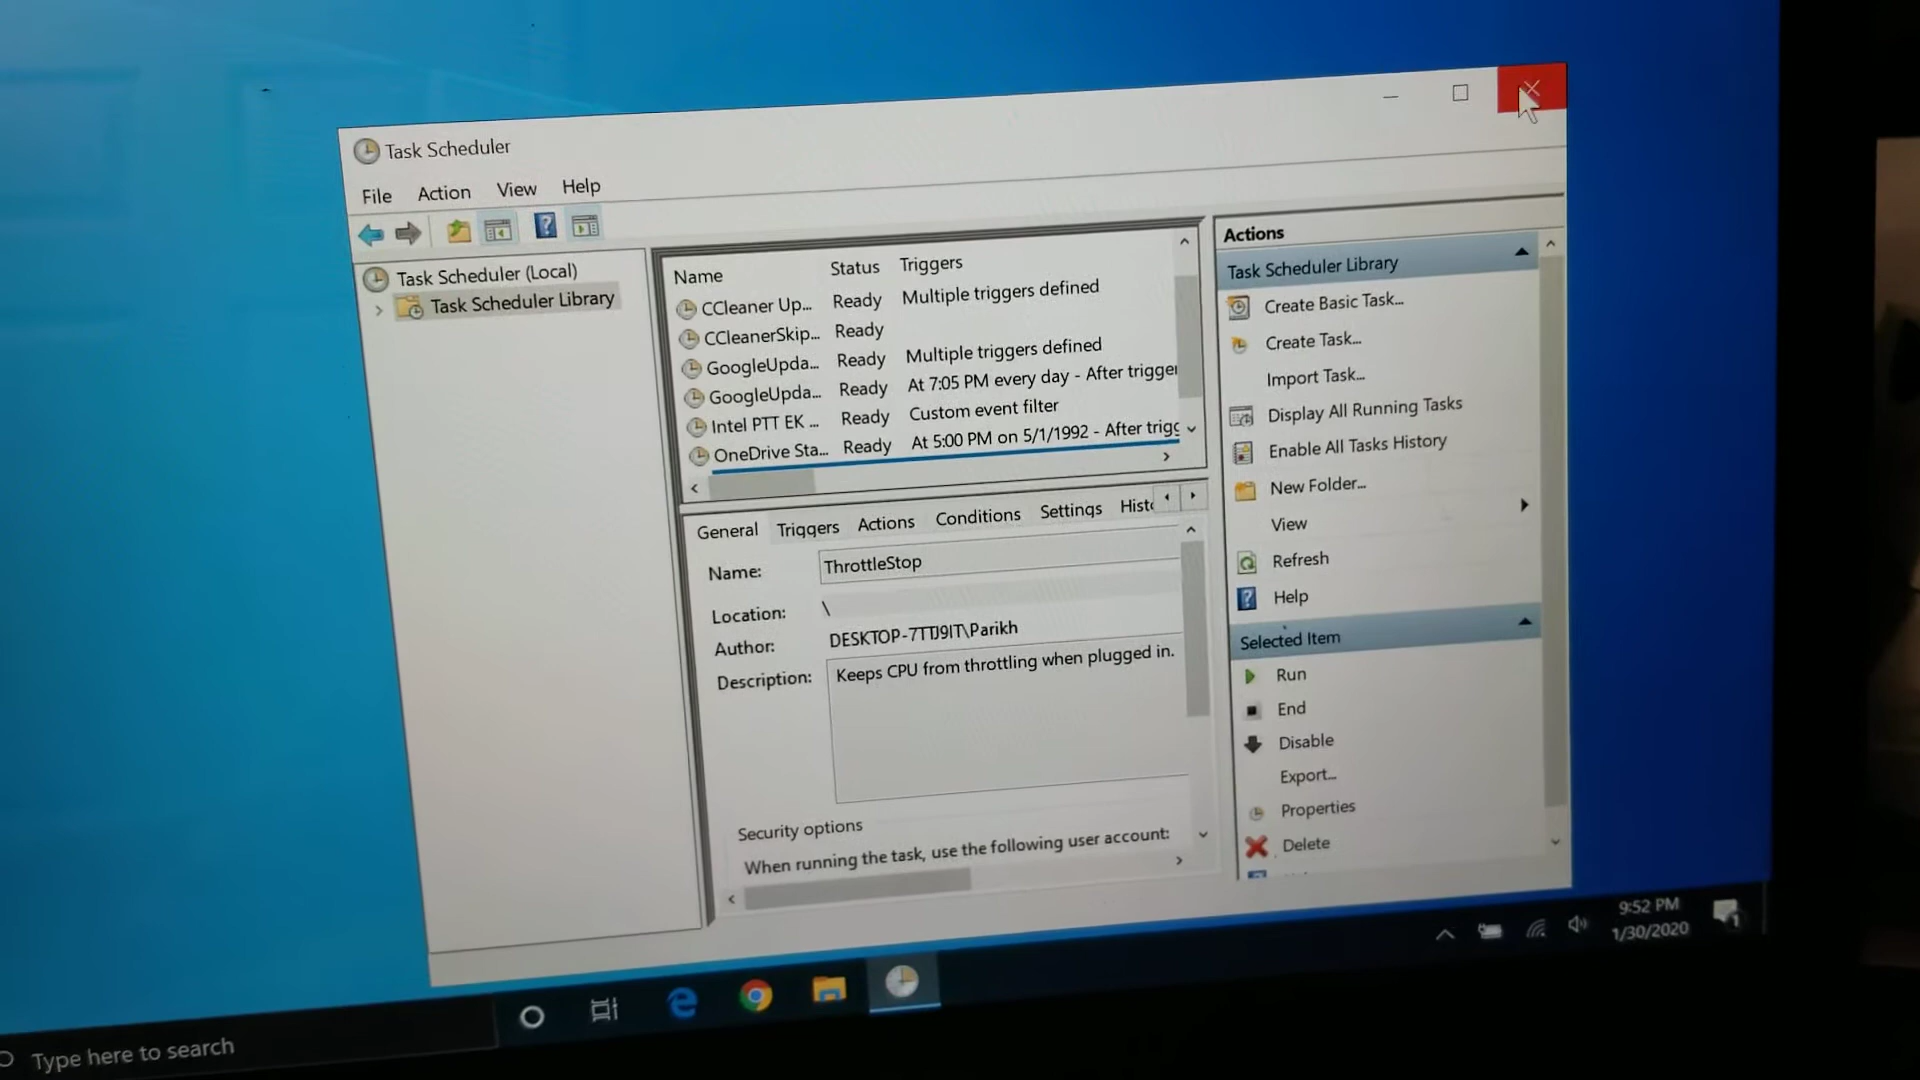 Task Scheduler
File Action View Help
Task Scheduler (Local)
Task Scheduler Library
Name Status Triggers
CCleaner Up... Ready Multiple triggers defined
CCleanerSkip... Ready
GoogleUpda... Ready Multiple triggers defined
GoogleUpda... Ready At 7:05 PM every day - After trigger
Intel PTT EK ... Ready Custom event filter
OneDrive Sta... Ready At 5:00 PM on 5/1/1992 - After trigg
General Triggers Actions Conditions Settings Histo
Name: ThrottleStop
Location: \
Author: DESKTOP-7TTJ9IT\Parikh
Description: Keeps CPU from throttling when plugged in.
Security options
When running the task, use the following user account:
Actions
Task Scheduler Library
Create Basic Task...
Create Task...
Import Task...
Display All Running Tasks
Enable All Tasks History
New Folder...
View
Refresh
Help
Selected Item
Run
End
Disable
Export...
Properties
Delete
9:52 PM
1/30/2020
1
Type here to search